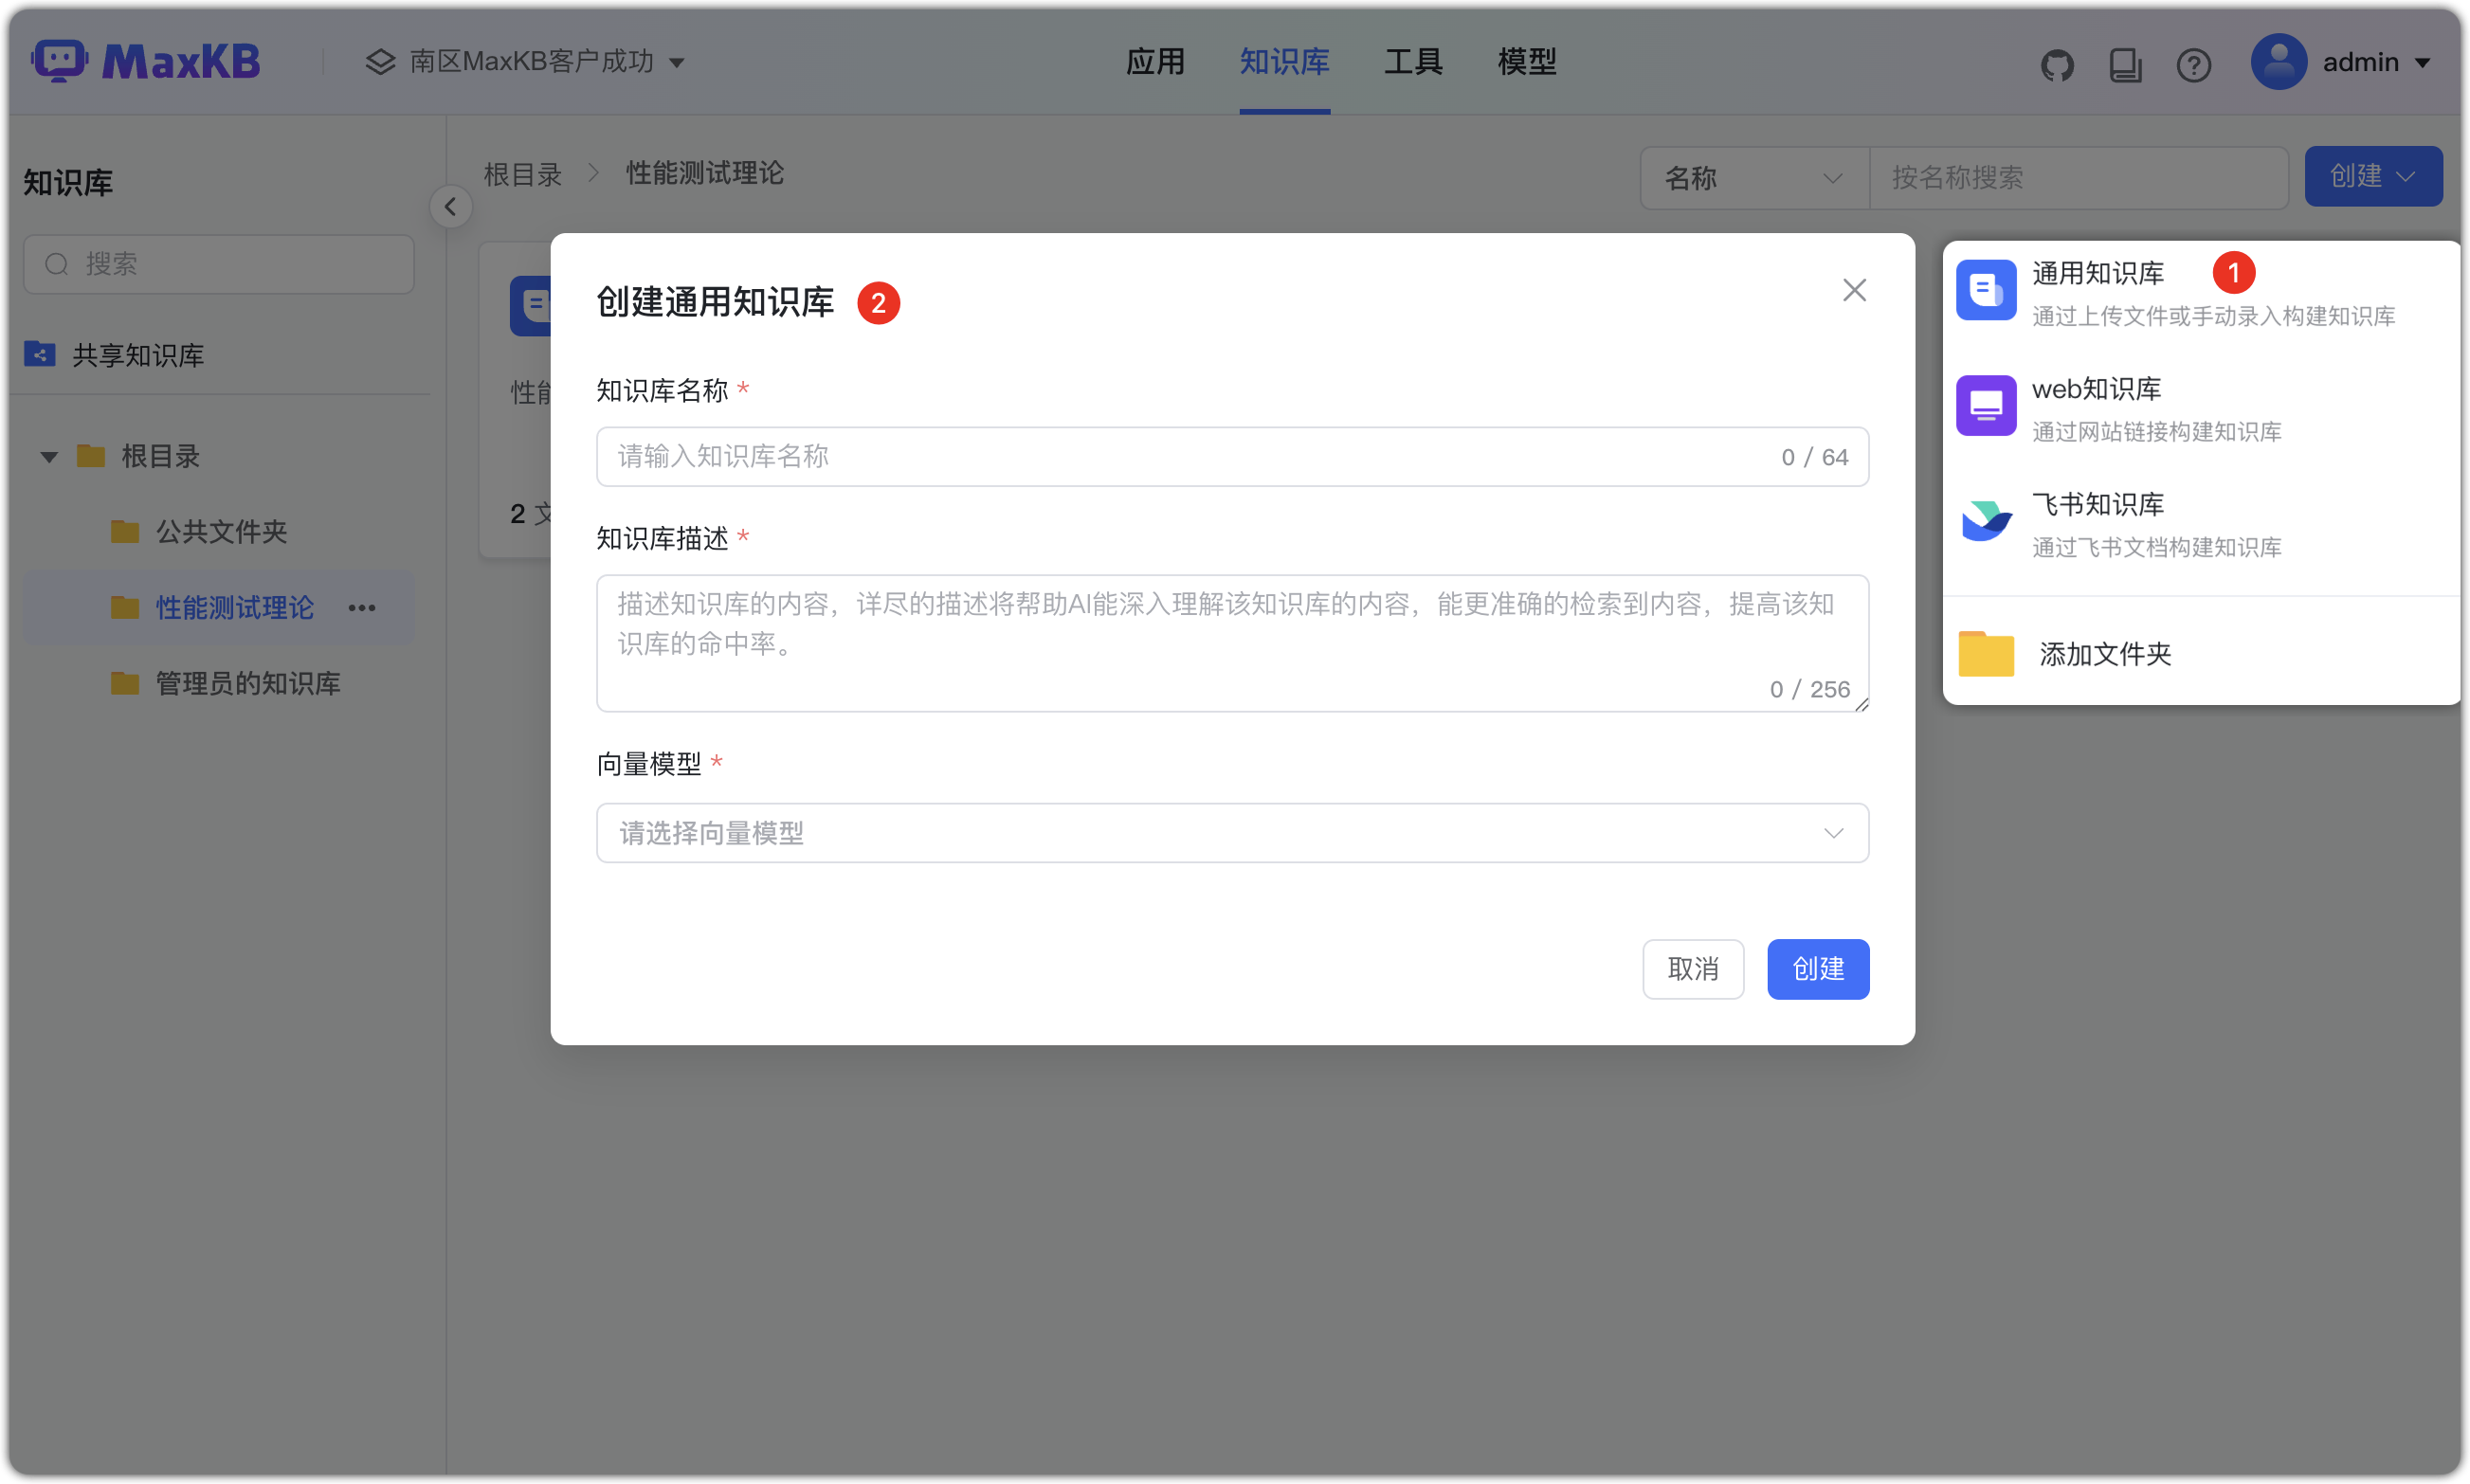 MaxKB
南区MaxKB客户成功
应用
知识库
工具
模型
admin
知识库
搜索
共享知识库
根目录
公共文件夹
性能测试理论
管理员的知识库
根目录 > 性能测试理论
名称
按名称搜索
创建
2
创建通用知识库 2
知识库名称 *
请输入知识库名称
0 / 64
知识库描述 *
描述知识库的内容，详尽的描述将帮助AI能深入理解该知识库的内容，能更准确的检索到内容，提高该知
识库的命中率。
0 / 256
向量模型 *
请选择向量模型
取消
创建
通用知识库 1
通过上传文件或手动录入构建知识库
web知识库
通过网站链接构建知识库
飞书知识库
通过飞书文档构建知识库
添加文件夹